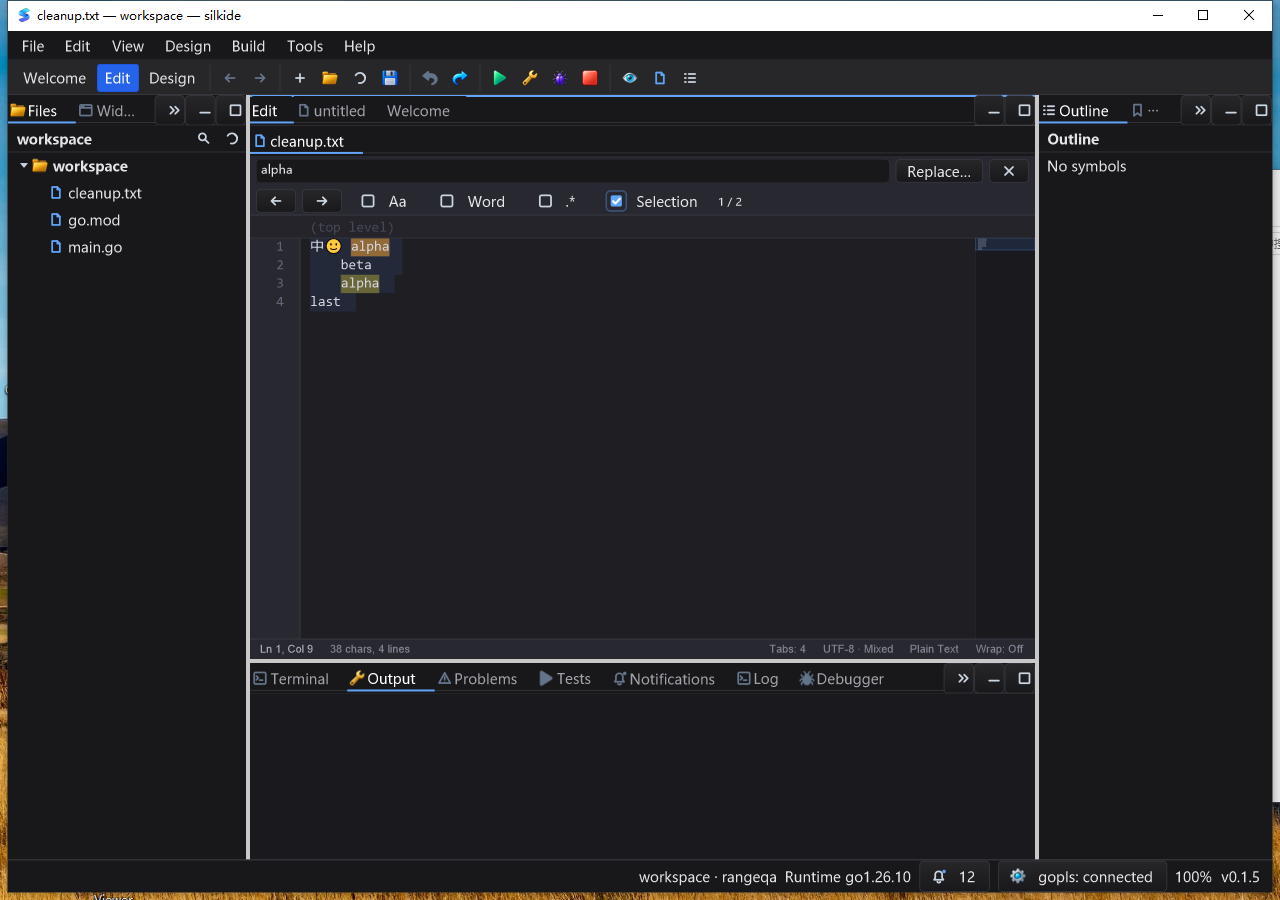 cleanup.txt — workspace — silkide
File Edit View Design Build Tools Help
Welcome Edit Design
Files Wid...
Edit untitled Welcome
Outline ...
workspace
cleanup.txt
Outline
workspace
alpha Replace...
No symbols
cleanup.txt
Aa Word .* Selection 1 / 2
go.mod
(top level)
main.go
1 中🙂 alpha
2 beta
3 alpha
4 last
Ln 1, Col 9 38 chars, 4 lines Tabs: 4 UTF-8 · Mixed Plain Text Wrap: Off
Terminal Output Problems Tests Notifications Log Debugger
workspace · rangeqa Runtime go1.26.10 12 gopls: connected 100% v0.1.5
Viewer